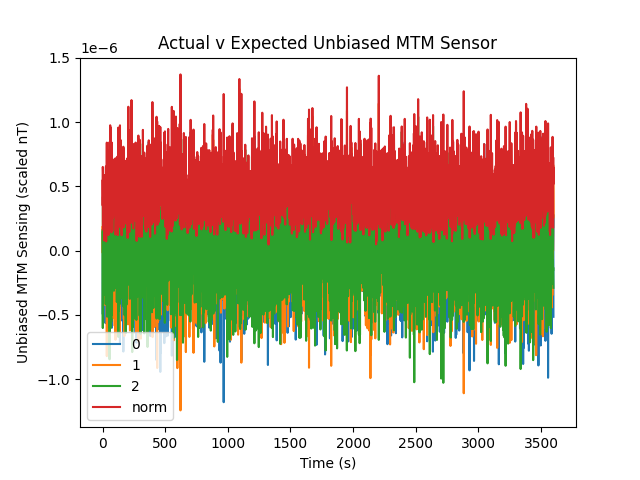 Actual v Expected Unbiased MTM Sensor
1e−6
1.5
1.0
0.5
0.0
−0.5
−1.0
Unbiased MTM Sensing (scaled nT)
0
1
2
norm
0 500 1000 1500 2000 2500 3000 3500
Time (s)